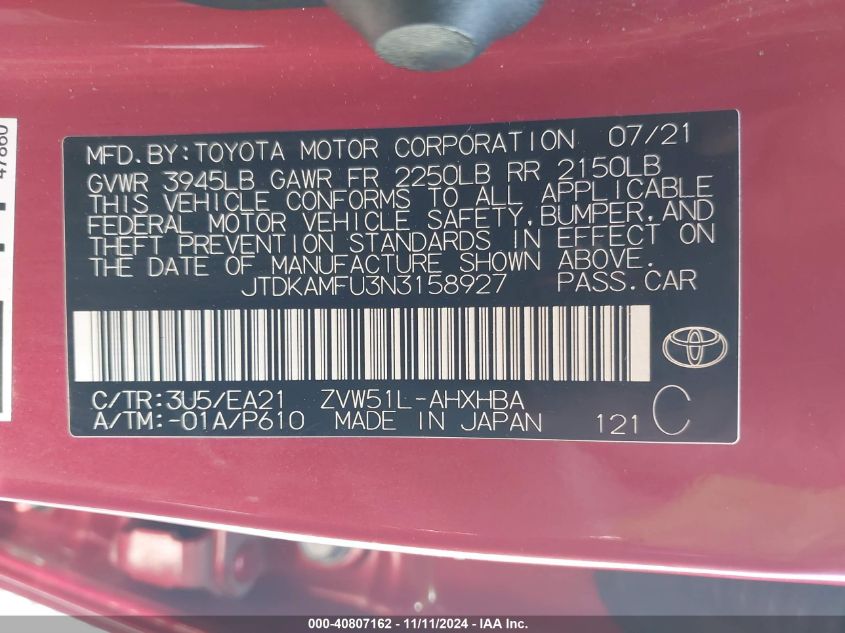 47660
MFD.BY:TOYOTA MOTOR CORPORATION 07/21
GVWR 3945LB GAWR FR 2250LB RR 2150LB
THIS VEHICLE CONFORMS TO ALL APPLICABLE
FEDERAL MOTOR VEHICLE SAFETY,BUMPER,AND
THEFT PREVENTION STANDARDS IN EFFECT ON
THE DATE OF MANUFACTURE SHOWN ABOVE.
JTDKAMFU3N3158927 PASS.CAR
C/TR:3U5/EA21 ZVW51L-AHXHBA
A/TM:-01A/P610 MADE IN JAPAN 121 C
000-40807162 - 11/11/2024 - IAA Inc.